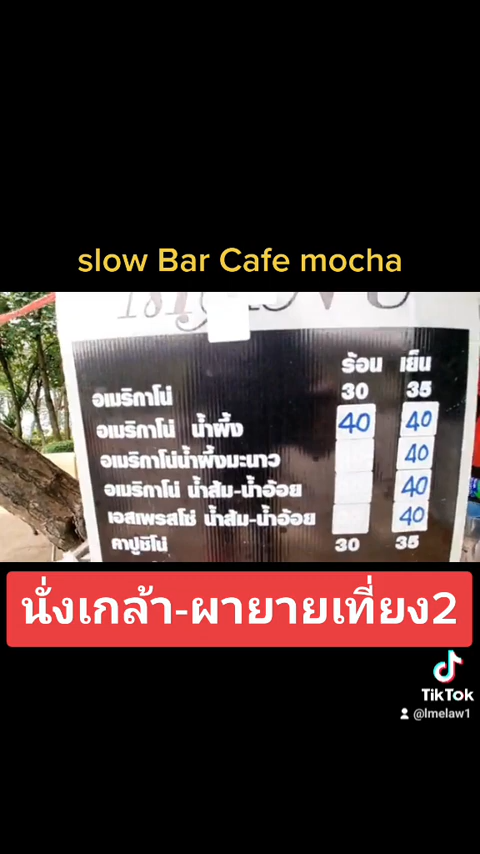 slow Bar Cafe mocha
ร้อน เย็น
อเมริกาโน่ 30 35
อเมริกาโน่ น้ำผึ้ง 40 40
อเมริกาโน่น้ำผึ้งมะนาว 40
อเมริกาโน่ น้ำส้ม-น้ำอ้อย 40
เอสเพรสโซ่ น้ำส้ม-น้ำอ้อย 40
คาปูชิโน่ 30 35
นั่งเกล้า-ผายายเที่ยง2
TikTok
@lmelaw1